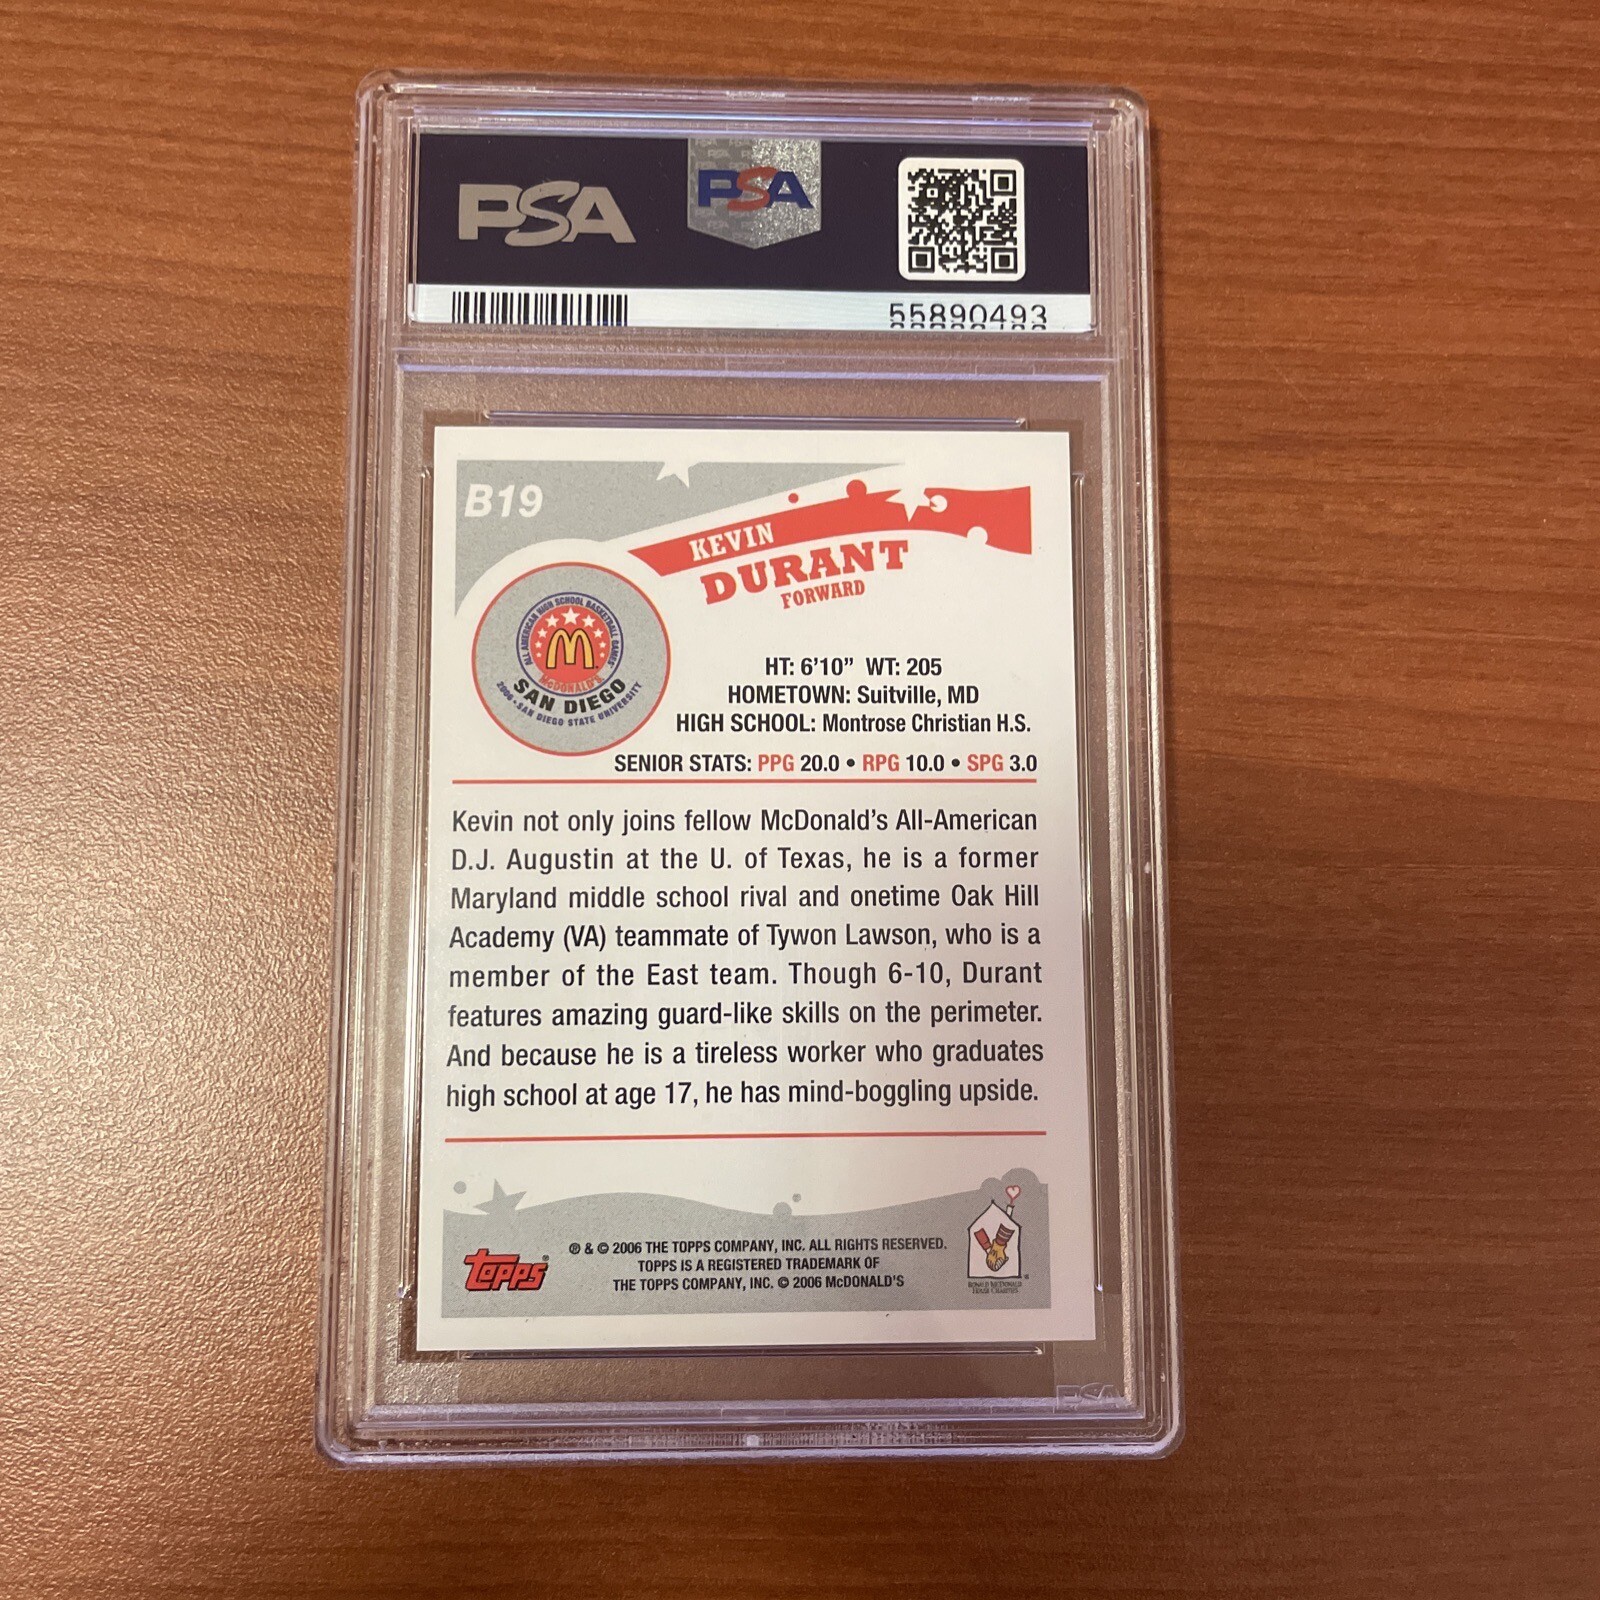 PSA
PSA
55890493
B19
KEVIN
DURANT
FORWARD
ALL AMERICAN HIGH SCHOOL BASKETBALL GAMES
McDONALD'S
SAN DIEGO
2006 • SAN DIEGO STATE UNIVERSITY
HT: 6'10" WT: 205
HOMETOWN: Suitville, MD
HIGH SCHOOL: Montrose Christian H.S.
SENIOR STATS: PPG 20.0 • RPG 10.0 • SPG 3.0
Kevin not only joins fellow McDonald's All-American
D.J. Augustin at the U. of Texas, he is a former
Maryland middle school rival and onetime Oak Hill
Academy (VA) teammate of Tywon Lawson, who is a
member of the East team. Though 6-10, Durant
features amazing guard-like skills on the perimeter.
And because he is a tireless worker who graduates
high school at age 17, he has mind-boggling upside.
TOPPS®
® & © 2006 THE TOPPS COMPANY, INC. ALL RIGHTS RESERVED.
TOPPS IS A REGISTERED TRADEMARK OF
THE TOPPS COMPANY, INC. © 2006 McDONALD'S
RONALD McDONALD
HOUSE CHARITIES
PSA